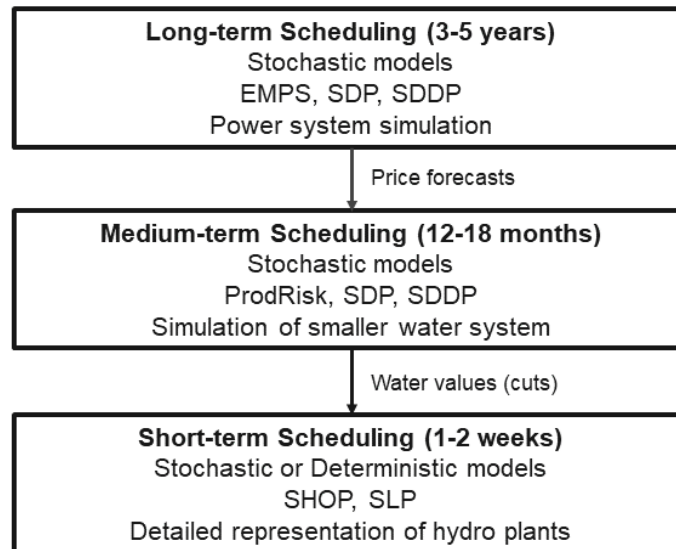 Long-term Scheduling (3-5 years)
Stochastic models
EMPS, SDP, SDDP
Power system simulation
Price forecasts
Medium-term Scheduling (12-18 months)
Stochastic models
ProdRisk, SDP, SDDP
Simulation of smaller water system
Water values (cuts)
Short-term Scheduling (1-2 weeks)
Stochastic or Deterministic models
SHOP, SLP
Detailed representation of hydro plants